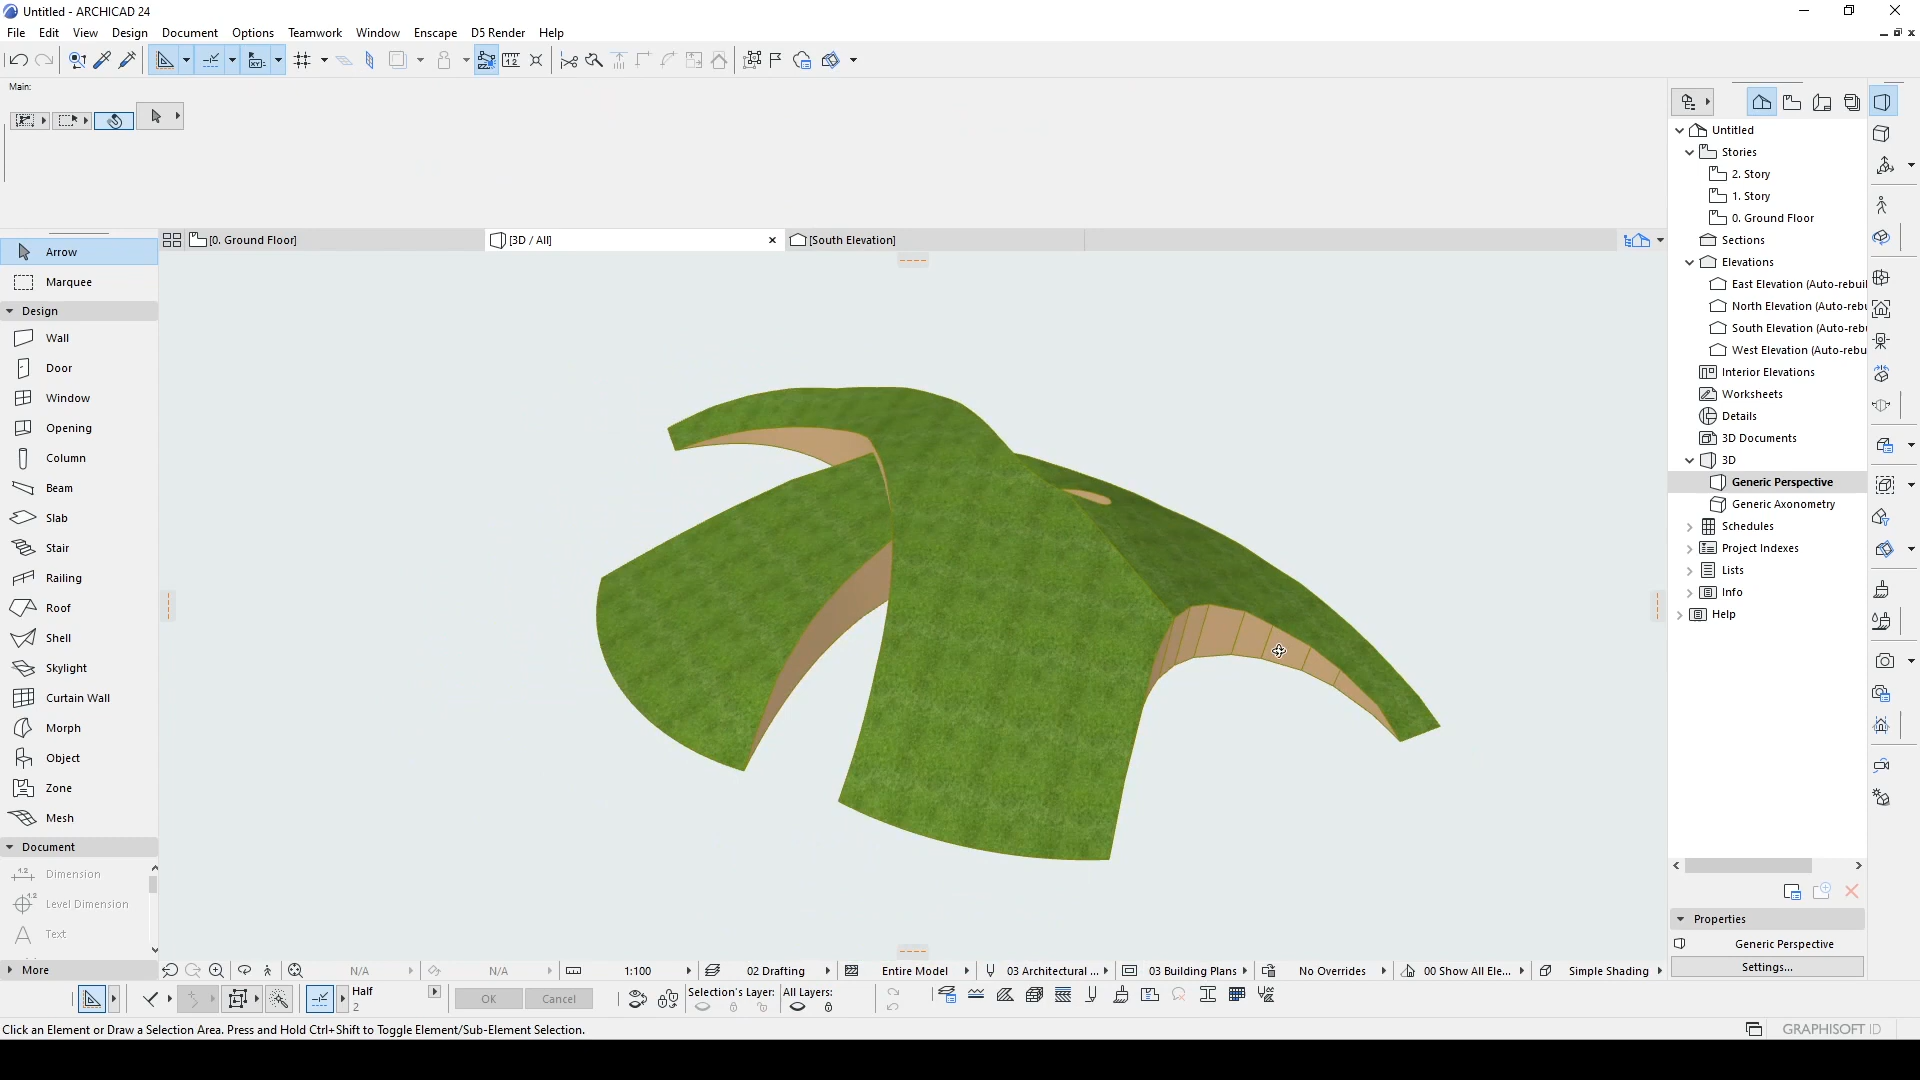 Untitled - ARCHICAD 24
File Edit View Design Document Options Teamwork Window Enscape D5 Render Help
Main:
[0. Ground Floor]
[3D / All]
[South Elevation]
Arrow
Marquee
Design
Wall
Door
Window
Opening
Column
Beam
Slab
Stair
Railing
Roof
Shell
Skylight
Curtain Wall
Morph
Object
Zone
Mesh
Document
Dimension
Level Dimension
Text
More
Untitled
Stories
2. Story
1. Story
0. Ground Floor
Sections
Elevations
East Elevation (Auto-rebuil
North Elevation (Auto-rebu
South Elevation (Auto-rebu
West Elevation (Auto-rebu
Interior Elevations
Worksheets
Details
3D Documents
3D
Generic Perspective
Generic Axonometry
Schedules
Project Indexes
Lists
Info
Help
Properties
Generic Perspective
Settings...
N/A N/A 1:100 02 Drafting Entire Model 03 Architectural ... 03 Building Plans No Overrides 00 Show All Ele... Simple Shading
Half
2
OK Cancel
Selection's Layer: All Layers:
Click an Element or Draw a Selection Area. Press and Hold Ctrl+Shift to Toggle Element/Sub-Element Selection.
GRAPHISOFT ID